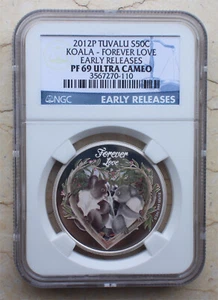 2012P TUVALU S50C
KOALA - FOREVER LOVE
EARLY RELEASES
PF 69 ULTRA CAMEO
3567270-110
NGC
EARLY RELEASES
Forever
Love